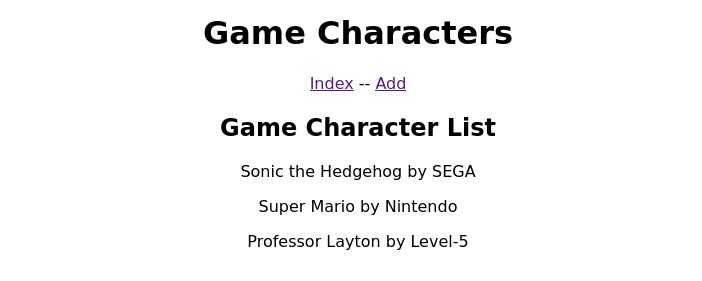 Game Characters
Index -- Add
Game Character List
Sonic the Hedgehog by SEGA
Super Mario by Nintendo
Professor Layton by Level-5